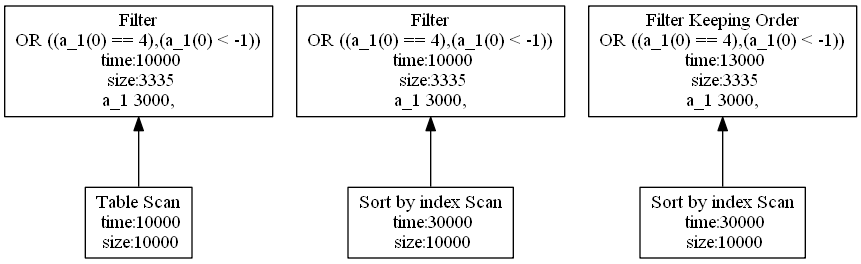 Filter
OR ((a_1(0) == 4),(a_1(0) < -1))
time:10000
size:3335
a_1 3000,
Table Scan
time:10000
size:10000
Filter
OR ((a_1(0) == 4),(a_1(0) < -1))
time:10000
size:3335
a_1 3000,
Sort by index Scan
time:30000
size:10000
Filter Keeping Order
OR ((a_1(0) == 4),(a_1(0) < -1))
time:13000
size:3335
a_1 3000,
Sort by index Scan
time:30000
size:10000